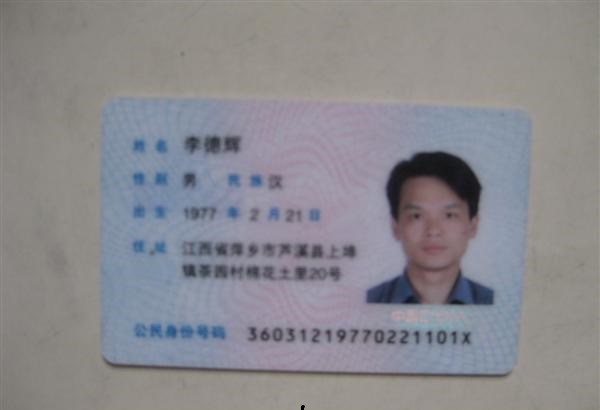 姓名 李德辉
性别 男 民族 汉
出生 1977 年 2 月 21 日
住址 江西省萍乡市芦溪县上埠
镇茶园村棉花土里20号
公民身份号码 36031219770221101X